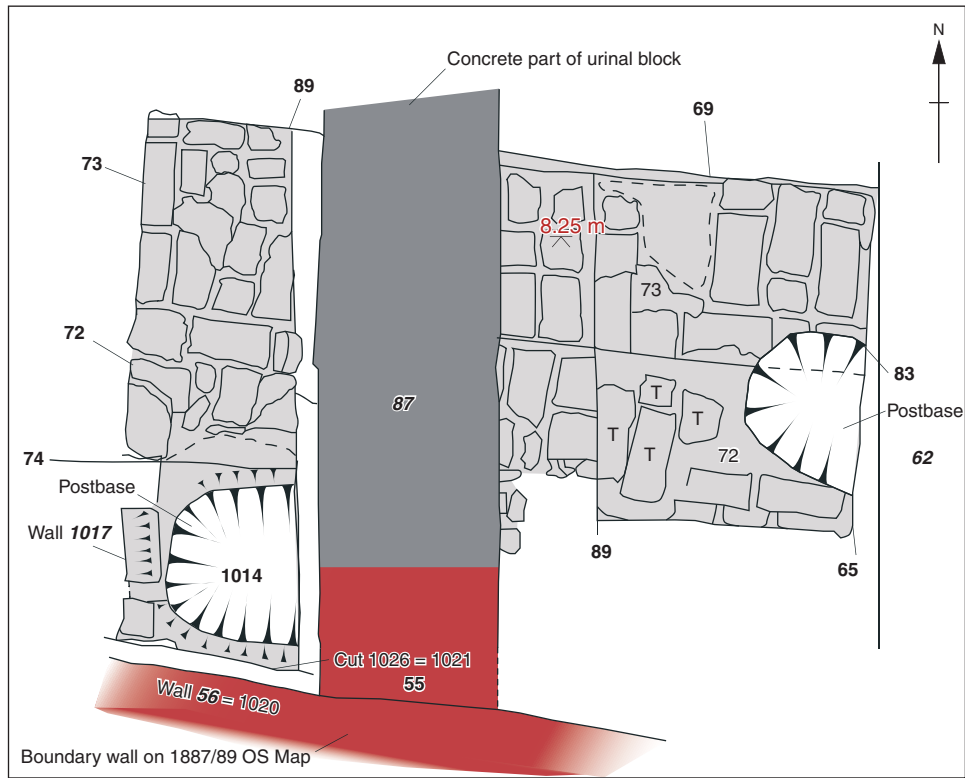 N
Concrete part of urinal block
89
69
73
8.25 m
73
72
83
87
T
T
T
T
Postbase
72
62
74
Postbase
Wall 1017
89
65
1014
Cut 1026 = 1021
55
Wall 56 = 1020
Boundary wall on 1887/89 OS Map